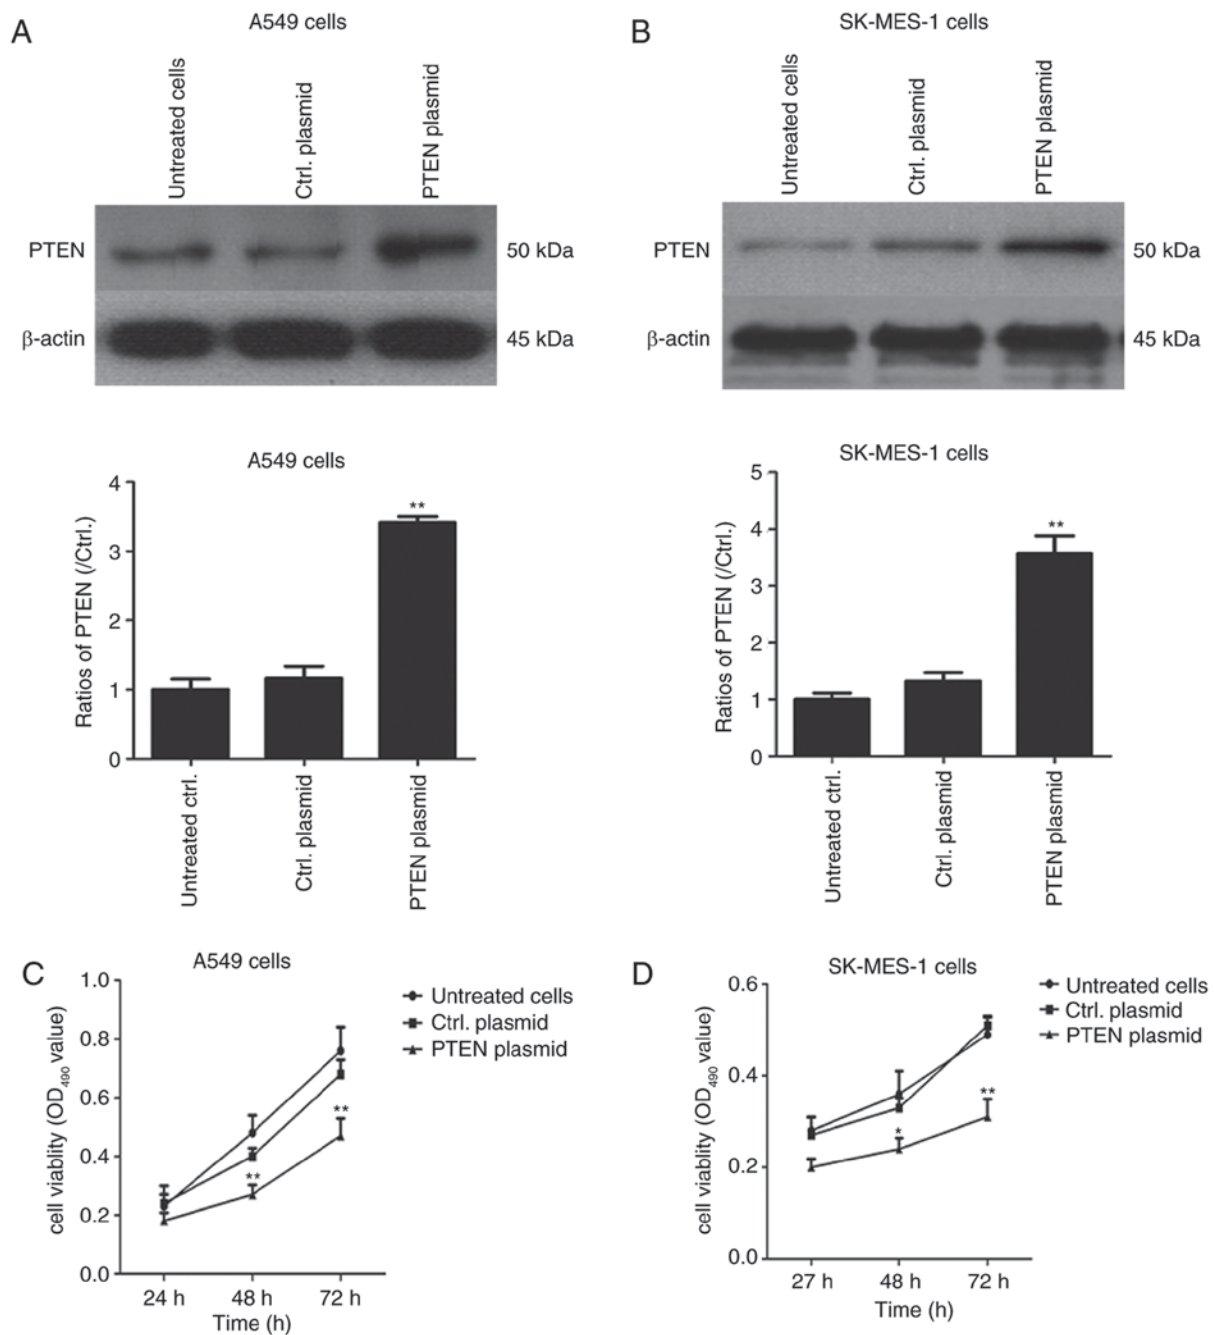 A
A549 cells
Untreated cells
Ctrl. plasmid
PTEN plasmid
PTEN
50 kDa
β-actin
45 kDa
A549 cells
Ratios of PTEN (/Ctrl.)
4
3
2
1
0
**
Untreated ctrl.
Ctrl. plasmid
PTEN plasmid
B
SK-MES-1 cells
Untreated cells
Ctrl. plasmid
PTEN plasmid
PTEN
50 kDa
β-actin
45 kDa
SK-MES-1 cells
Ratios of PTEN (/Ctrl.)
5
4
3
2
1
0
**
Untreated ctrl.
Ctrl. plasmid
PTEN plasmid
C
A549 cells
cell viablity (OD490 value)
1.0
0.8
0.6
0.4
0.2
0.0
**
**
24 h 48 h 72 h
Time (h)
Untreated cells
Ctrl. plasmid
PTEN plasmid
D
SK-MES-1 cells
cell viablity (OD490 value)
0.6
0.4
0.2
0.0
*
**
27 h 48 h 72 h
Time (h)
Untreated cells
Ctrl. plasmid
PTEN plasmid